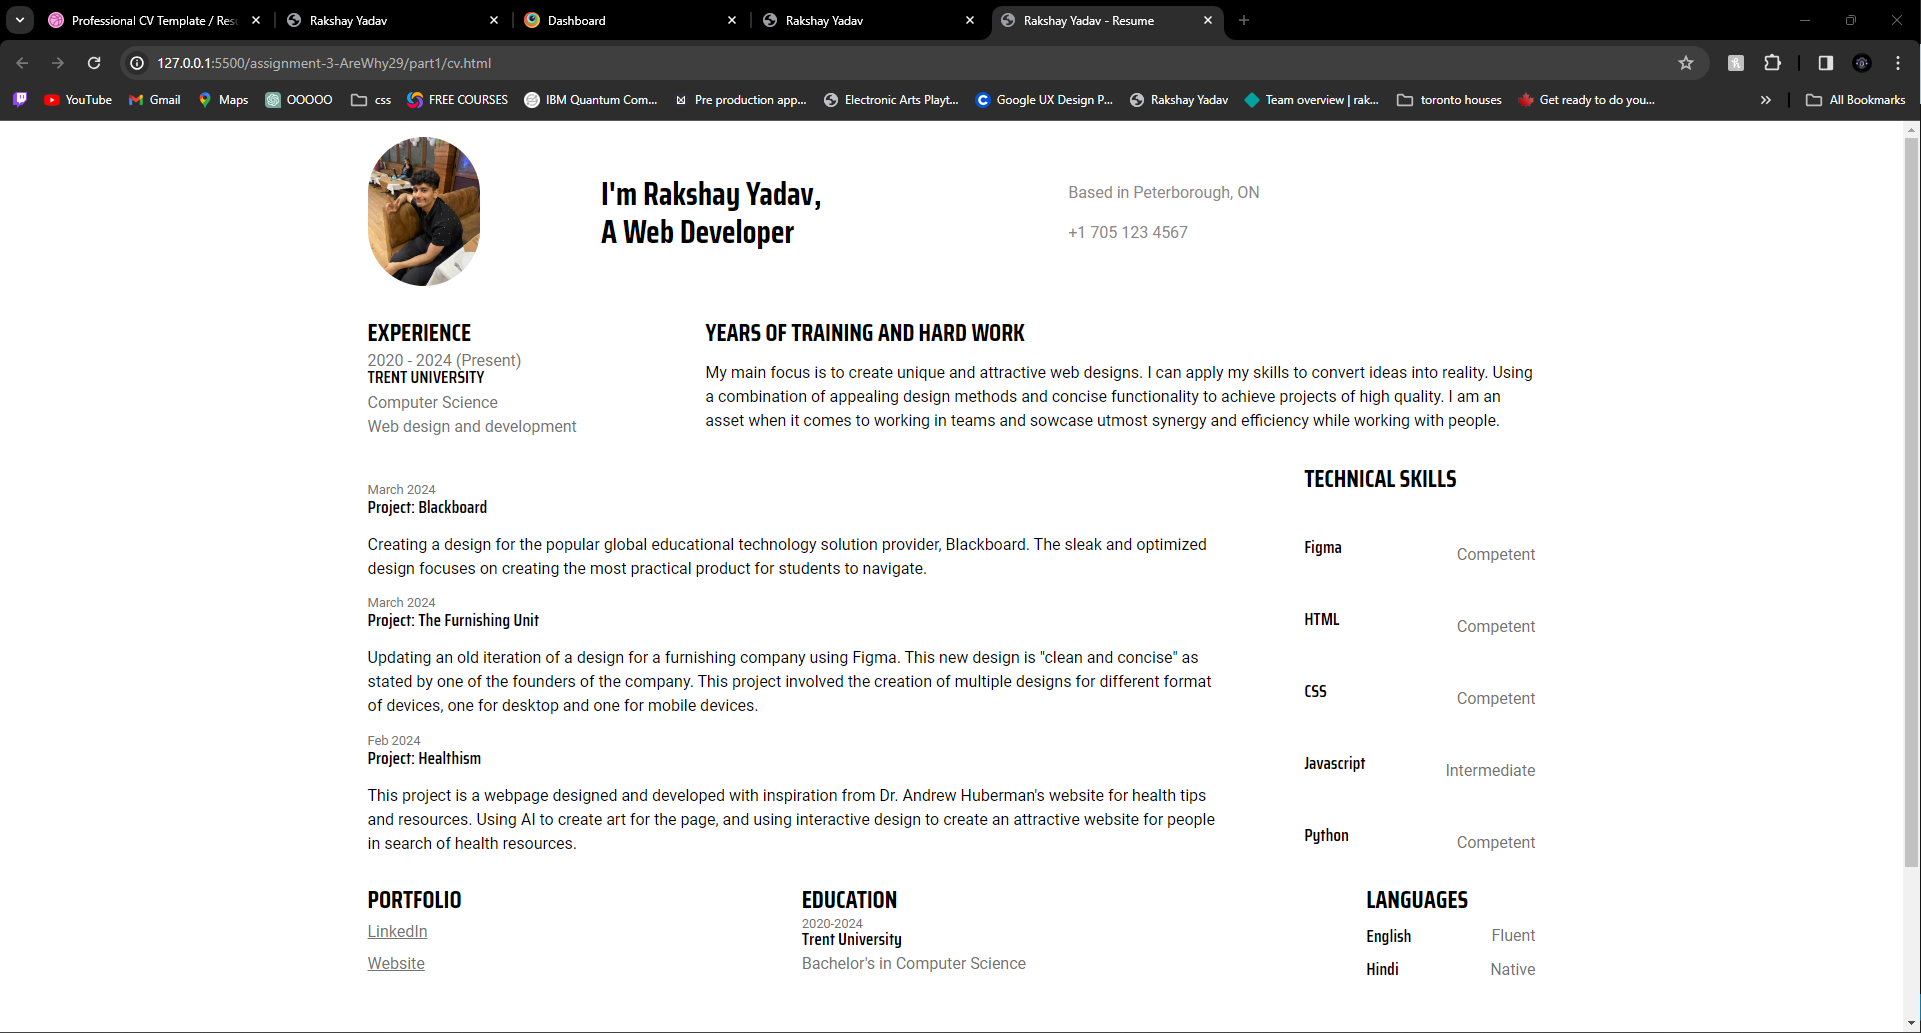 Professional CV Template / Resu
Rakshay Yadav
Dashboard
Rakshay Yadav
Rakshay Yadav - Resume
127.0.0.1:5500/assignment-3-AreWhy29/part1/cv.html
YouTube
Gmail
Maps
OOOOO
css
FREE COURSES
IBM Quantum Com...
Pre production app...
Electronic Arts Playt...
Google UX Design P...
Rakshay Yadav
Team overview | rak...
toronto houses
Get ready to do you...
All Bookmarks
I'm Rakshay Yadav,
A Web Developer
Based in Peterborough, ON
+1 705 123 4567
EXPERIENCE
2020 - 2024 (Present)
TRENT UNIVERSITY
Computer Science
Web design and development
YEARS OF TRAINING AND HARD WORK
My main focus is to create unique and attractive web designs. I can apply my skills to convert ideas into reality. Using
a combination of appealing design methods and concise functionality to achieve projects of high quality. I am an
asset when it comes to working in teams and sowcase utmost synergy and efficiency while working with people.
March 2024
Project: Blackboard
Creating a design for the popular global educational technology solution provider, Blackboard. The sleak and optimized
design focuses on creating the most practical product for students to navigate.
March 2024
Project: The Furnishing Unit
Updating an old iteration of a design for a furnishing company using Figma. This new design is "clean and concise" as
stated by one of the founders of the company. This project involved the creation of multiple designs for different format
of devices, one for desktop and one for mobile devices.
Feb 2024
Project: Healthism
This project is a webpage designed and developed with inspiration from Dr. Andrew Huberman's website for health tips
and resources. Using AI to create art for the page, and using interactive design to create an attractive website for people
in search of health resources.
TECHNICAL SKILLS
Figma Competent
HTML Competent
CSS Competent
Javascript Intermediate
Python Competent
PORTFOLIO
LinkedIn
Website
EDUCATION
2020-2024
Trent University
Bachelor's in Computer Science
LANGUAGES
English Fluent
Hindi Native